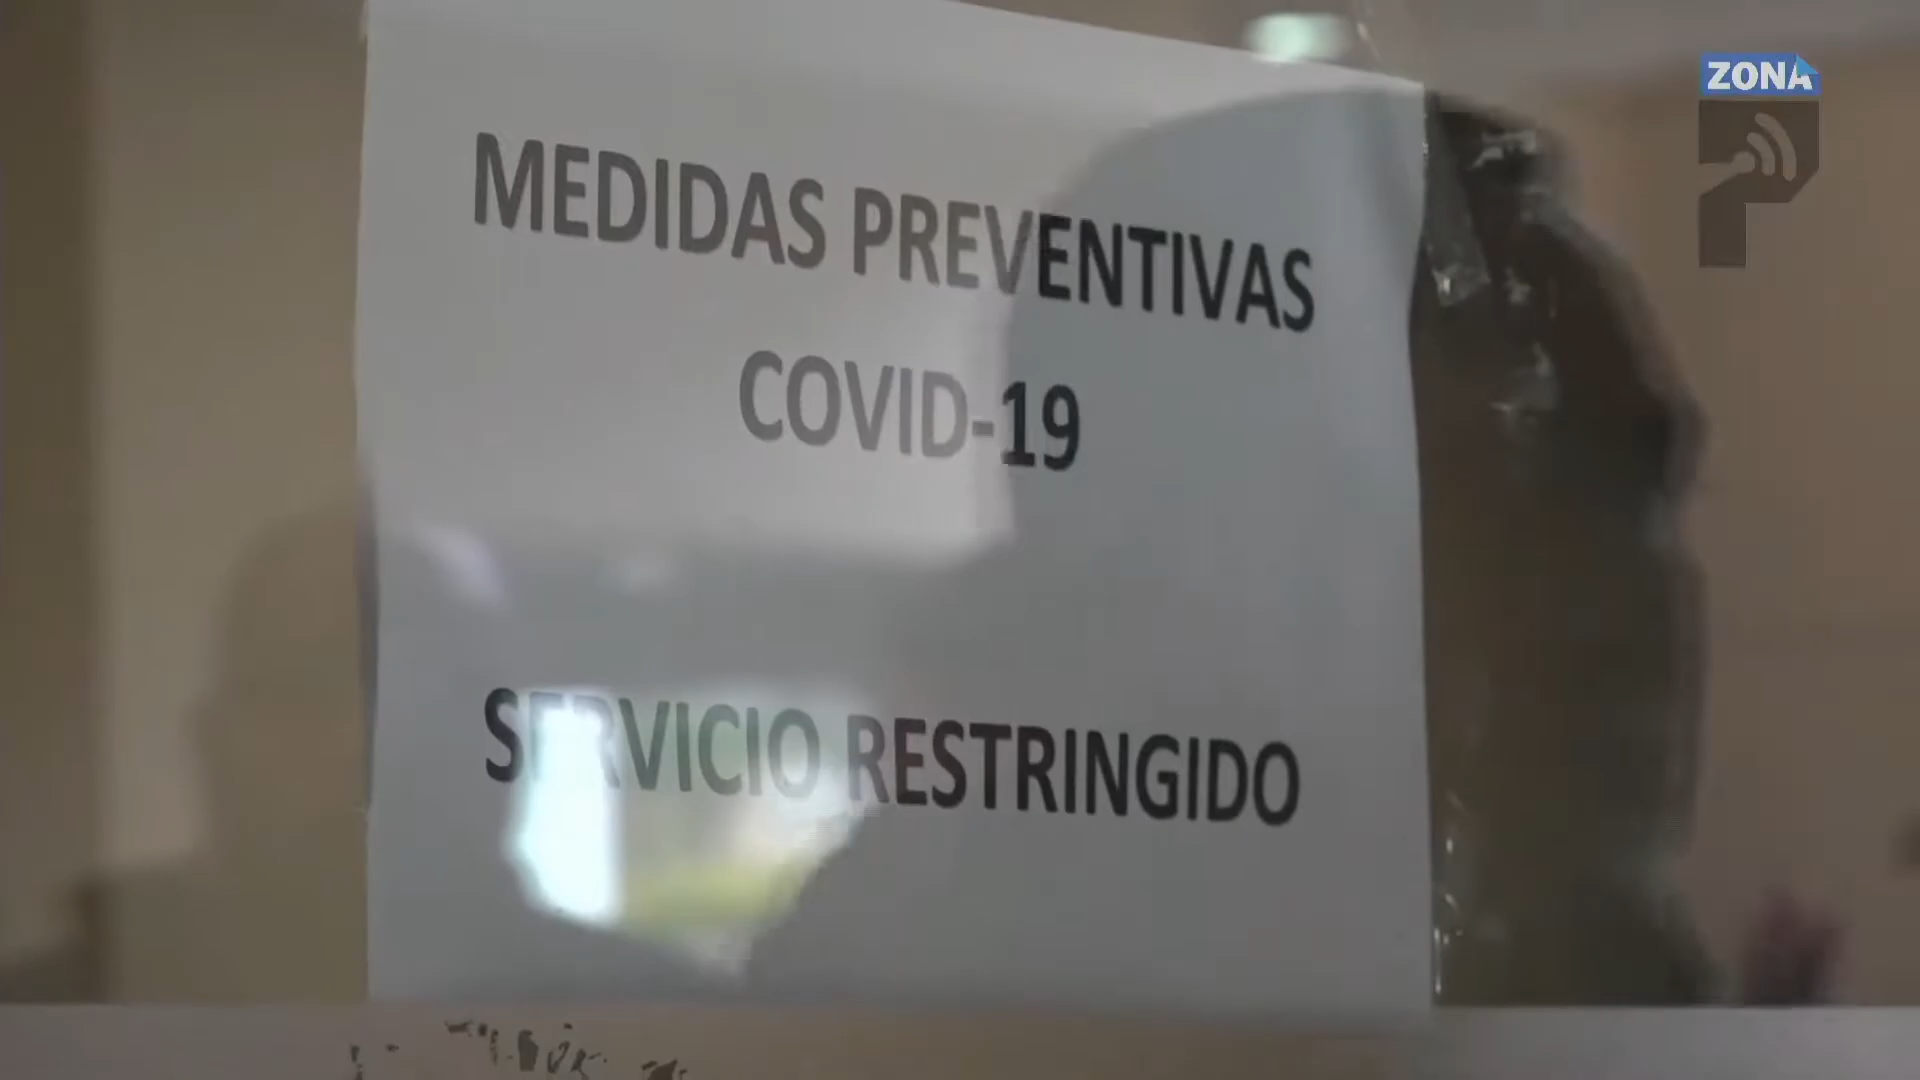 ZONA
MEDIDAS PREVENTIVAS
COVID-19
SERVICIO RESTRINGIDO